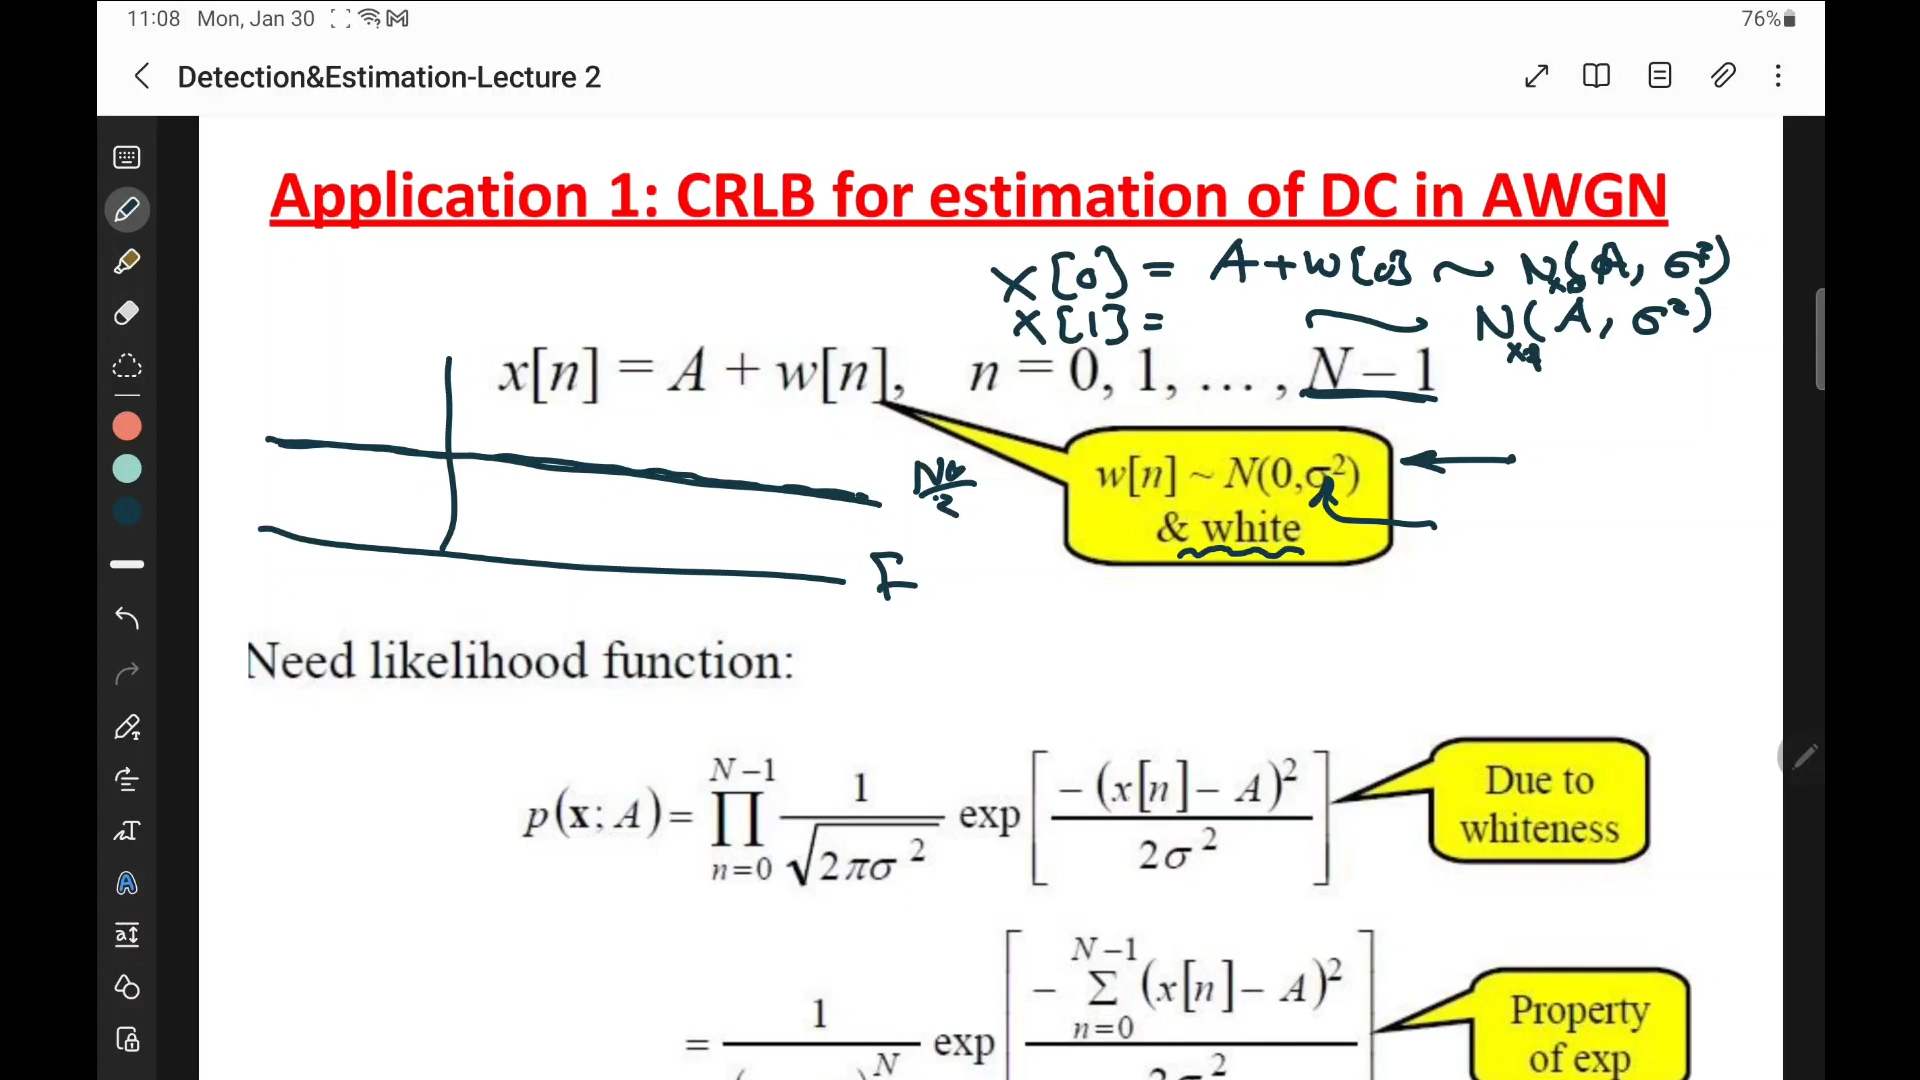 11:08 Mon, Jan 30 76%
Detection&Estimation-Lecture 2
Application 1: CRLB for estimation of DC in AWGN
x[0] = A+w[0] ~ N(A, σ²)
x[1] = ~ N(A, σ²)
x[n] = A + w[n], n = 0, 1, … , N – 1
w[n] ~ N(0,σ²)
& white
N0/2
F
Need likelihood function:
p(x; A) = ∏ n=0 N–1 1/√2πσ² exp[ –(x[n] – A)² / 2σ² ]
Due to
whiteness
= 1 N exp[ – Σ n=0 N–1 (x[n] – A)² 2
Property
of exp